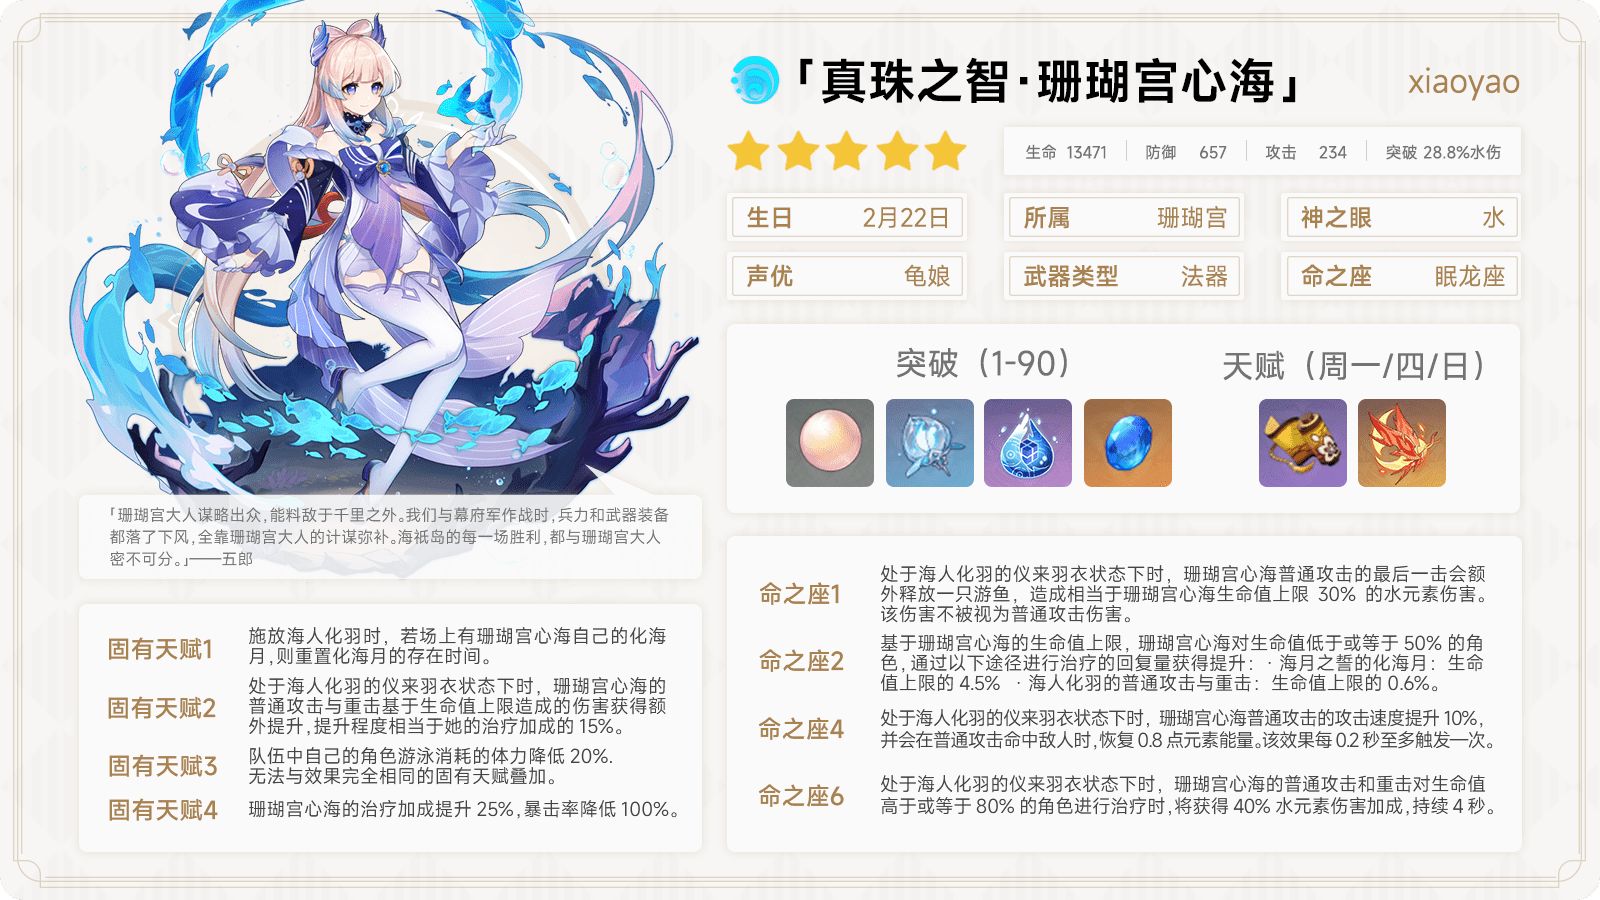 「真珠之智·珊瑚宫心海」
xiaoyao
生命 13471 防御 657 攻击 234 突破 28.8%水伤
生日 2月22日
所属 珊瑚宫
神之眼 水
声优 龟娘
武器类型 法器
命之座 眠龙座
突破（1-90）
天赋（周一/四/日）
「珊瑚宫大人谋略出众,能料敌于千里之外。我们与幕府军作战时,兵力和武器装备
都落了下风,全靠珊瑚宫大人的计谋弥补。海祇岛的每一场胜利,都与珊瑚宫大人
密不可分。」——五郎
固有天赋1
施放海人化羽时，若场上有珊瑚宫心海自己的化海
月,则重置化海月的存在时间。
固有天赋2
处于海人化羽的仪来羽衣状态下时，珊瑚宫心海的
普通攻击与重击基于生命值上限造成的伤害获得额
外提升,提升程度相当于她的治疗加成的 15%。
固有天赋3
队伍中自己的角色游泳消耗的体力降低 20%.
无法与效果完全相同的固有天赋叠加。
固有天赋4
珊瑚宫心海的治疗加成提升 25%,暴击率降低 100%。
命之座1
处于海人化羽的仪来羽衣状态下时，珊瑚宫心海普通攻击的最后一击会额
外释放一只游鱼，造成相当于珊瑚宫心海生命值上限 30% 的水元素伤害。
该伤害不被视为普通攻击伤害。
命之座2
基于珊瑚宫心海的生命值上限，珊瑚宫心海对生命值低于或等于 50% 的角
色,通过以下途径进行治疗的回复量获得提升：·海月之誓的化海月：生命
值上限的 4.5% ·海人化羽的普通攻击与重击：生命值上限的 0.6%。
命之座4
处于海人化羽的仪来羽衣状态下时，珊瑚宫心海普通攻击的攻击速度提升 10%,
并会在普通攻击命中敌人时,恢复 0.8 点元素能量。该效果每 0.2 秒至多触发一次。
命之座6
处于海人化羽的仪来羽衣状态下时，珊瑚宫心海的普通攻击和重击对生命值
高于或等于 80% 的角色进行治疗时,将获得 40% 水元素伤害加成,持续 4 秒。